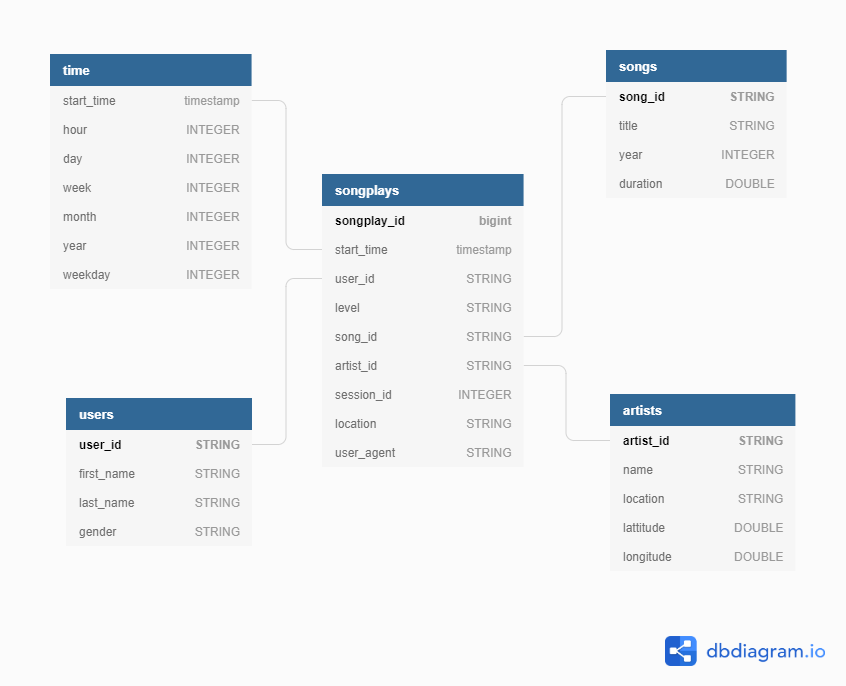 time
start_time timestamp
hour INTEGER
day INTEGER
week INTEGER
month INTEGER
year INTEGER
weekday INTEGER
songplays
songplay_id bigint
start_time timestamp
user_id STRING
level STRING
song_id STRING
artist_id STRING
session_id INTEGER
location STRING
user_agent STRING
songs
song_id STRING
title STRING
year INTEGER
duration DOUBLE
users
user_id STRING
first_name STRING
last_name STRING
gender STRING
artists
artist_id STRING
name STRING
location STRING
lattitude DOUBLE
longitude DOUBLE
dbdiagram.io